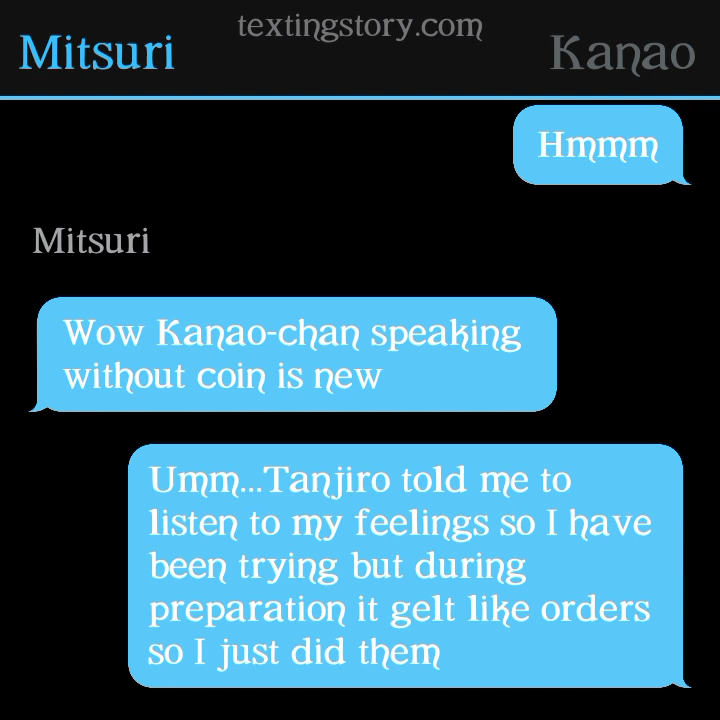 textingstory.com
Mitsuri
Kanao
Hmmm
Mitsuri
Wow Kanao-chan speaking
without coin is new
Umm...Tanjiro told me to
listen to my feelings so I have
been trying but during
preparation it gelt like orders
so I just did them